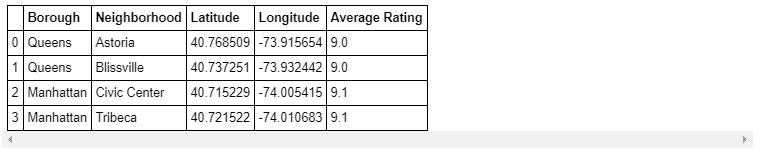 Borough Neighborhood Latitude Longitude Average Rating
0 Queens Astoria 40.768509 -73.915654 9.0
1 Queens Blissville 40.737251 -73.932442 9.0
2 Manhattan Civic Center 40.715229 -74.005415 9.1
3 Manhattan Tribeca 40.721522 -74.010683 9.1